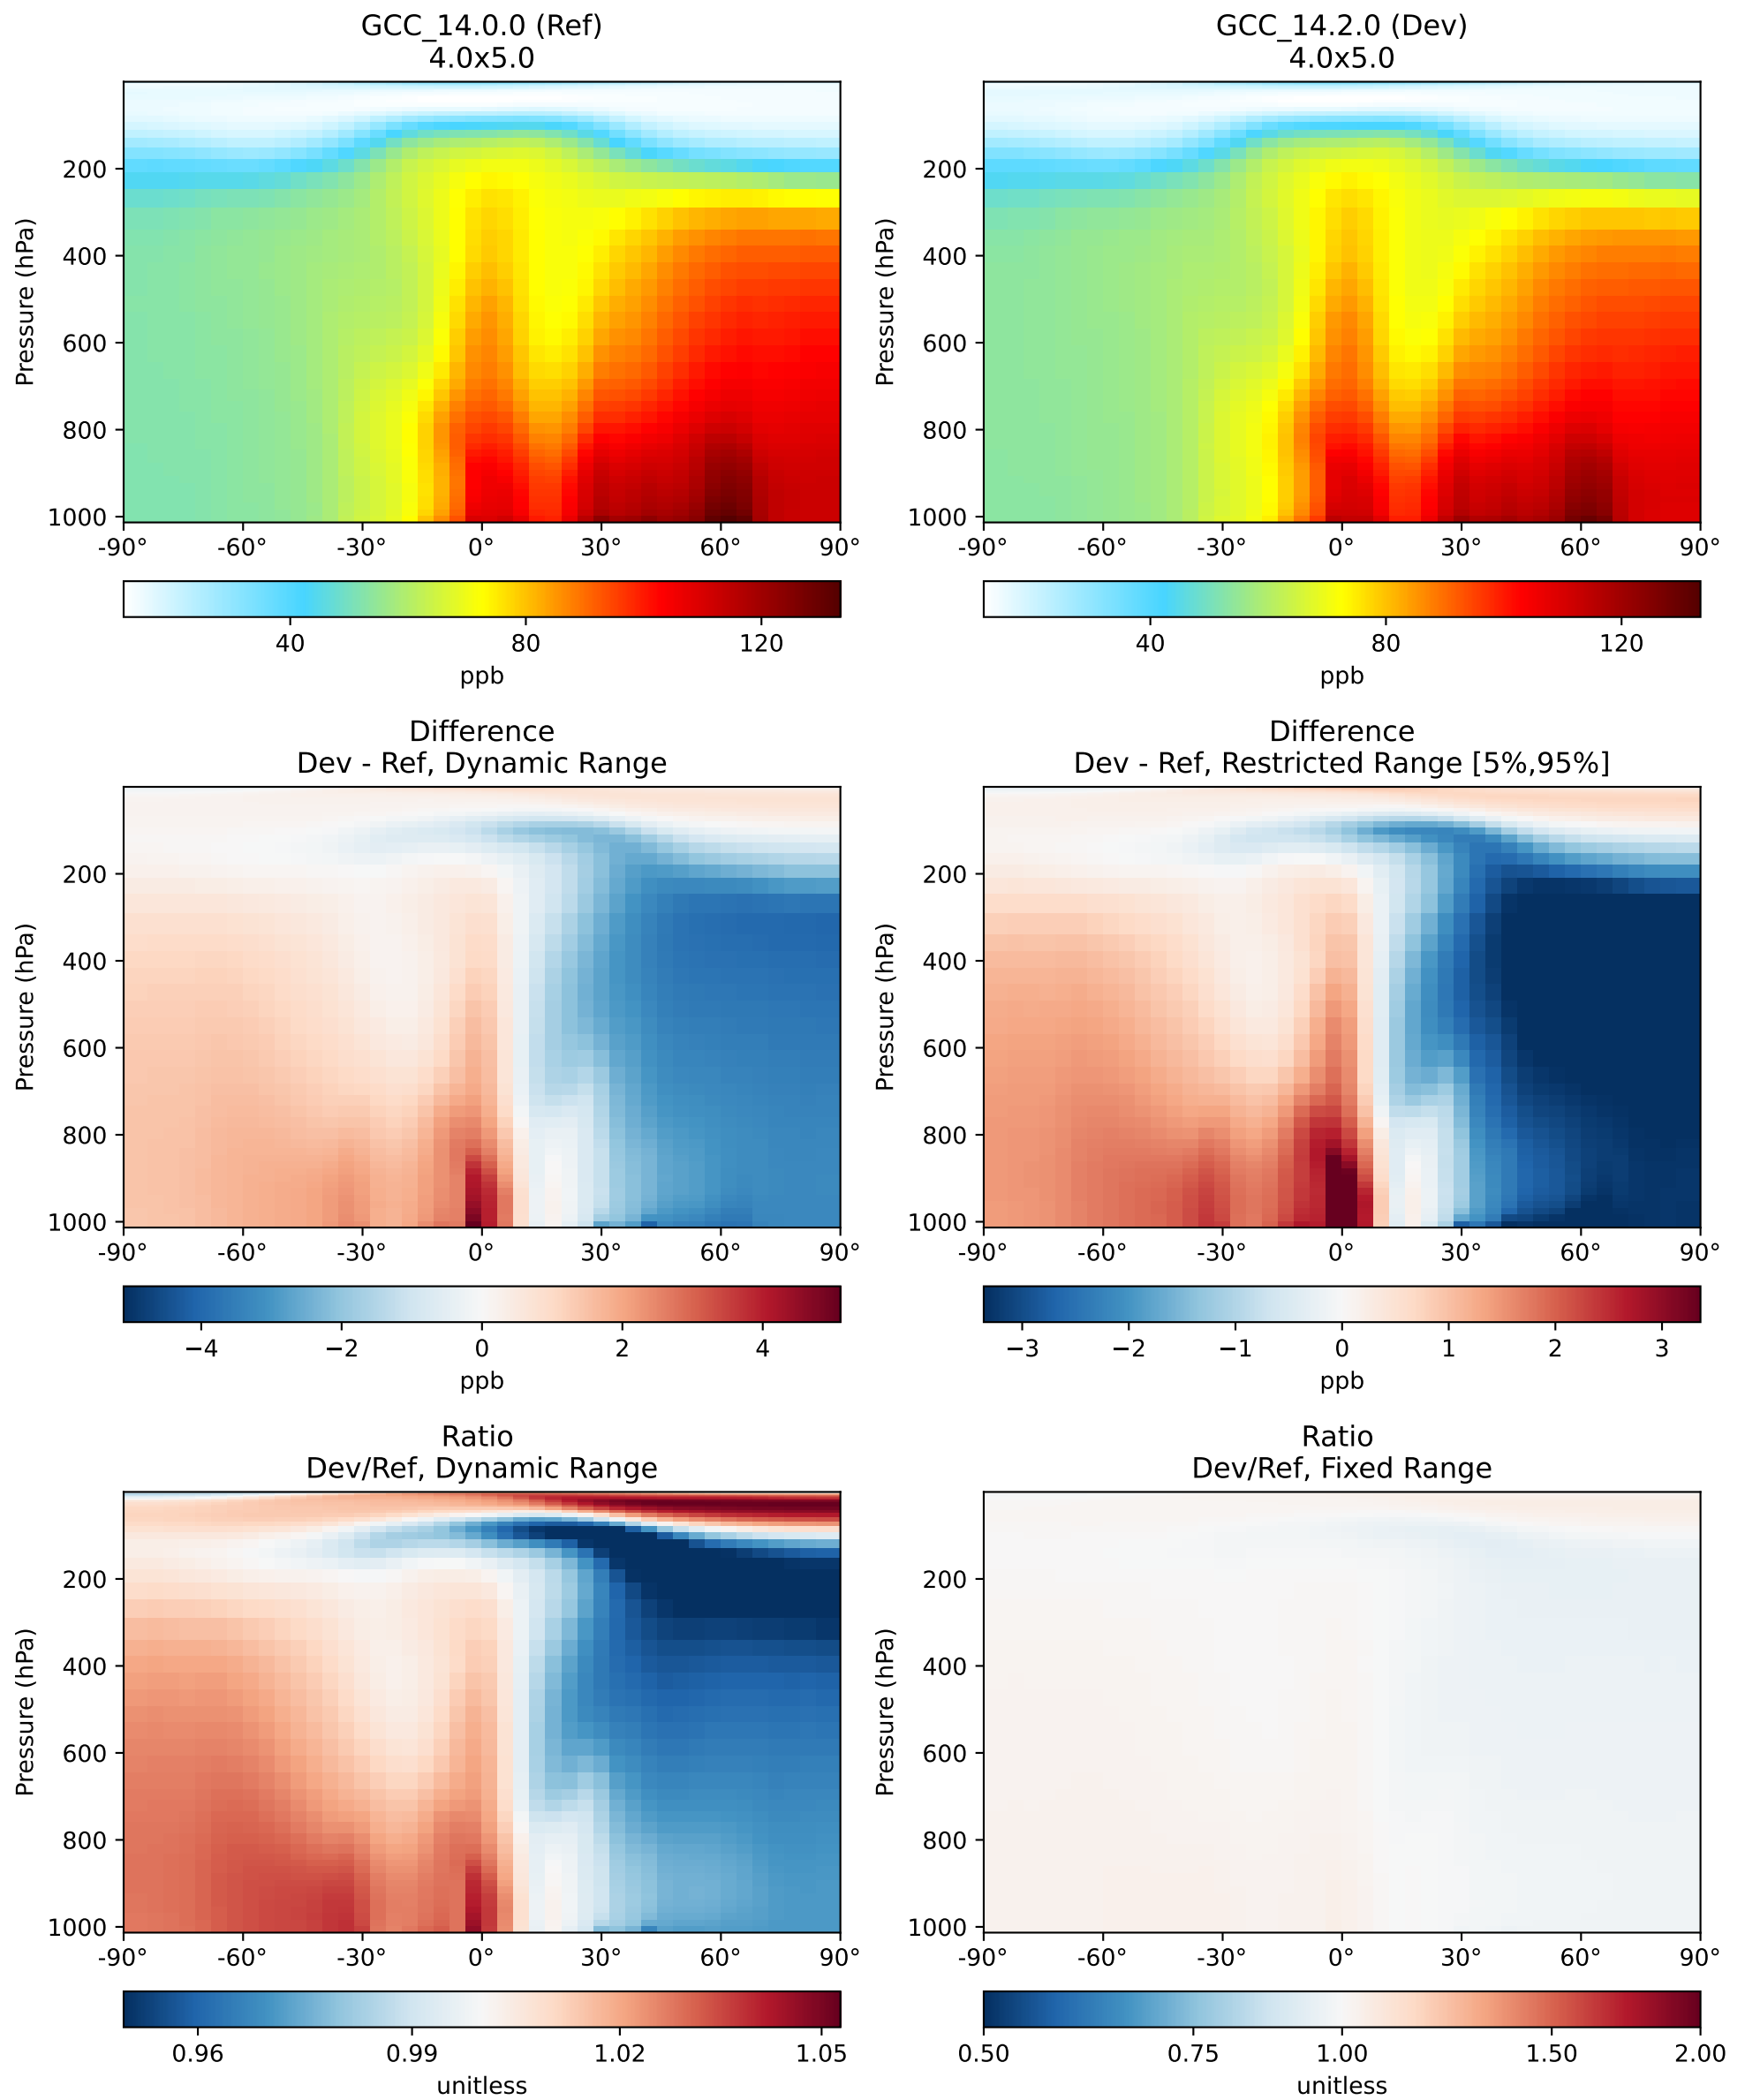 GCC_14.0.0 (Ref)
4.0x5.0
Pressure (hPa)
200
400
600
800
1000
-90° -60° -30° 0° 30° 60° 90°
40 80 120
ppb
GCC_14.2.0 (Dev)
4.0x5.0
Pressure (hPa)
200
400
600
800
1000
-90° -60° -30° 0° 30° 60° 90°
40 80 120
ppb
Difference
Dev - Ref, Dynamic Range
Pressure (hPa)
200
400
600
800
1000
-90° -60° -30° 0° 30° 60° 90°
−4 −2 0 2 4
ppb
Difference
Dev - Ref, Restricted Range [5%,95%]
Pressure (hPa)
200
400
600
800
1000
-90° -60° -30° 0° 30° 60° 90°
−3 −2 −1 0 1 2 3
ppb
Ratio
Dev/Ref, Dynamic Range
Pressure (hPa)
200
400
600
800
1000
-90° -60° -30° 0° 30° 60° 90°
0.96 0.99 1.02 1.05
unitless
Ratio
Dev/Ref, Fixed Range
Pressure (hPa)
200
400
600
800
1000
-90° -60° -30° 0° 30° 60° 90°
0.50 0.75 1.00 1.50 2.00
unitless